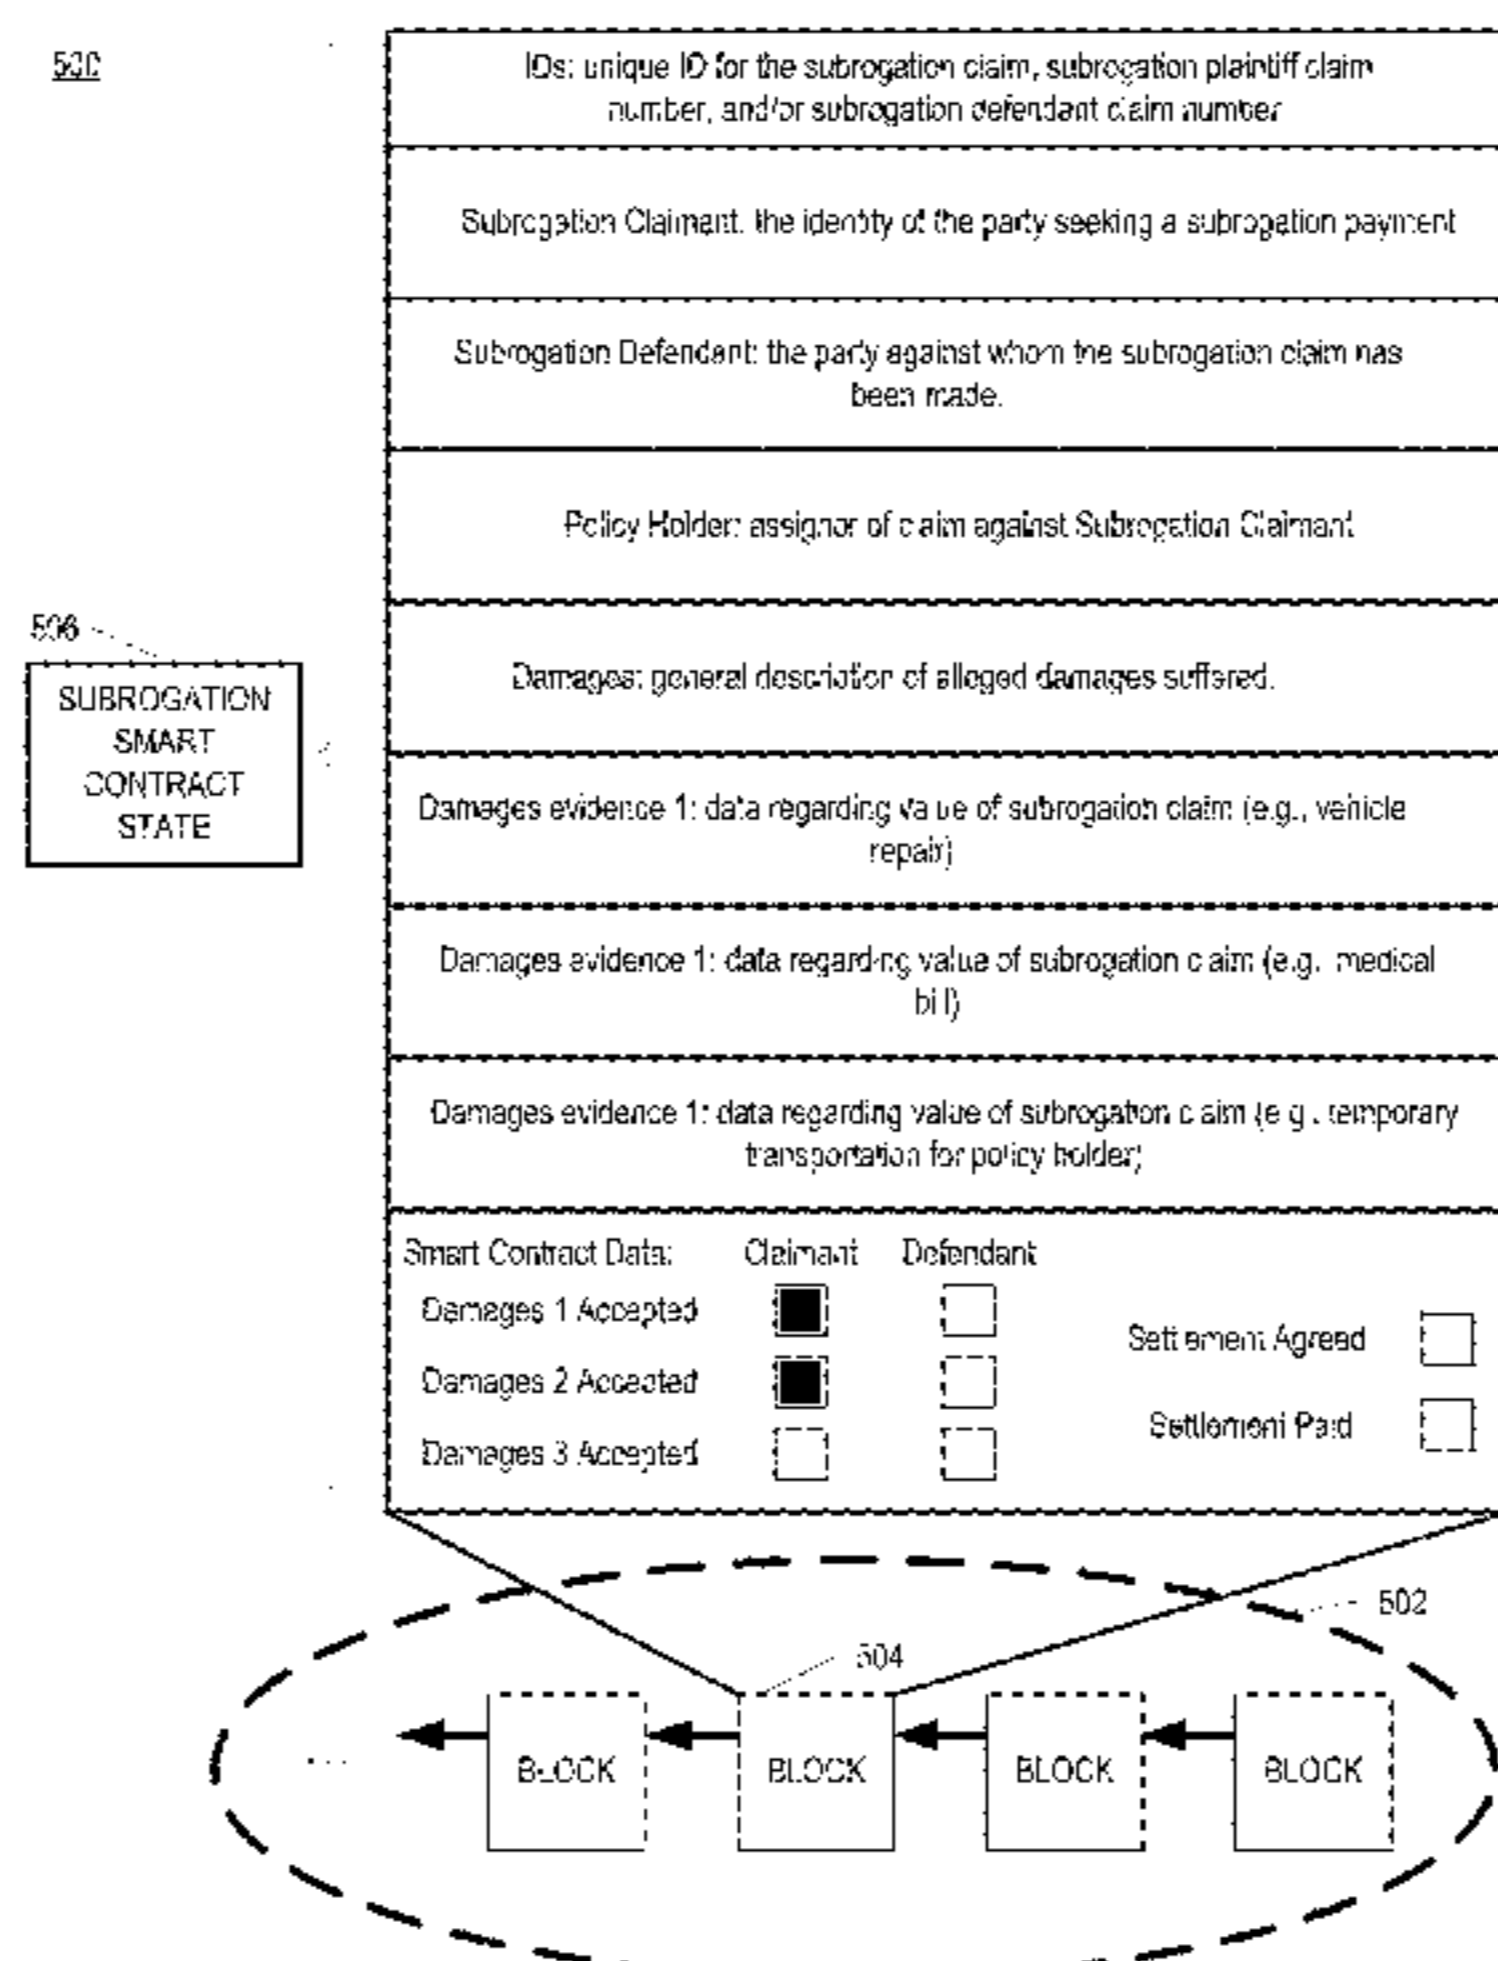 500
IDs: unique ID for the subrogation claim, subrogation plaintiff claim
number, and/or subrogation defendant claim number
Subrogation Claimant: the identity of the party seeking a subrogation payment
Subrogation Defendant: the party against whom the subrogation claim has
been made.
Policy Holder: assignor of claim against Subrogation Claimant
506
SUBROGATION
SMART
CONTRACT
STATE
Damages: general description of alleged damages suffered.
Damages evidence 1: data regarding value of subrogation claim (e.g., vehicle
repair)
Damages evidence 1: data regarding value of subrogation claim (e.g., medical
bill)
Damages evidence 1: data regarding value of subrogation claim (e.g., temporary
transportation for policy holder)
Smart Contract Data: Claimant Defendant
Damages 1 Accepted
Damages 2 Accepted
Damages 3 Accepted
Settlement Agreed
Settlement Paid
502
504
BLOCK BLOCK BLOCK BLOCK